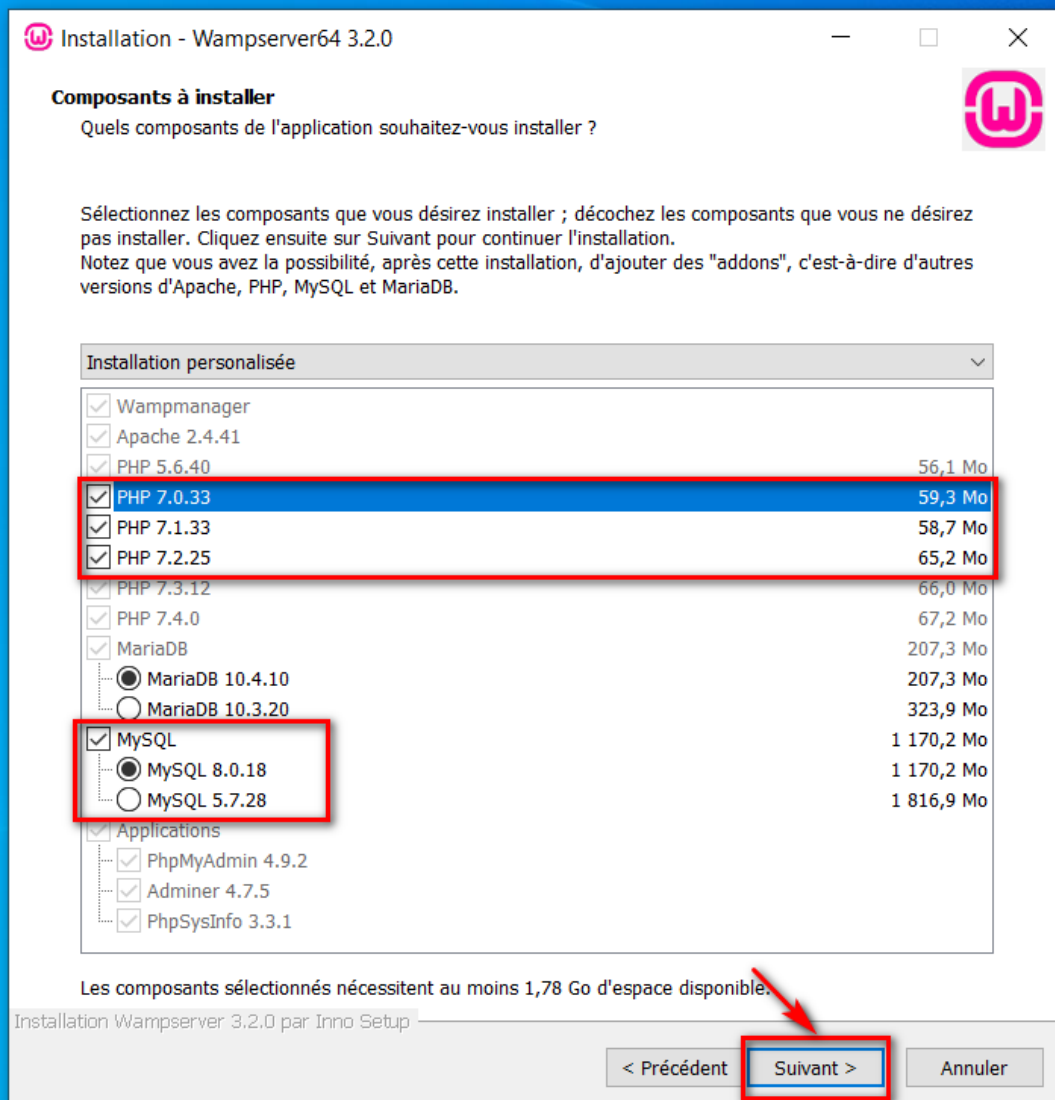 Installation - Wampserver64 3.2.0
Composants à installer
Quels composants de l'application souhaitez-vous installer ?
Sélectionnez les composants que vous désirez installer ; décochez les composants que vous ne désirez
pas installer. Cliquez ensuite sur Suivant pour continuer l'installation.
Notez que vous avez la possibilité, après cette installation, d'ajouter des "addons", c'est-à-dire d'autres
versions d'Apache, PHP, MySQL et MariaDB.
Installation personalisée
Wampmanager
Apache 2.4.41
PHP 5.6.40 56,1 Mo
PHP 7.0.33 59,3 Mo
PHP 7.1.33 58,7 Mo
PHP 7.2.25 65,2 Mo
PHP 7.3.12 66,0 Mo
PHP 7.4.0 67,2 Mo
MariaDB 207,3 Mo
MariaDB 10.4.10 207,3 Mo
MariaDB 10.3.20 323,9 Mo
MySQL 1 170,2 Mo
MySQL 8.0.18 1 170,2 Mo
MySQL 5.7.28 1 816,9 Mo
Applications
PhpMyAdmin 4.9.2
Adminer 4.7.5
PhpSysInfo 3.3.1
Les composants sélectionnés nécessitent au moins 1,78 Go d'espace disponible.
Installation Wampserver 3.2.0 par Inno Setup
< Précédent Suivant > Annuler